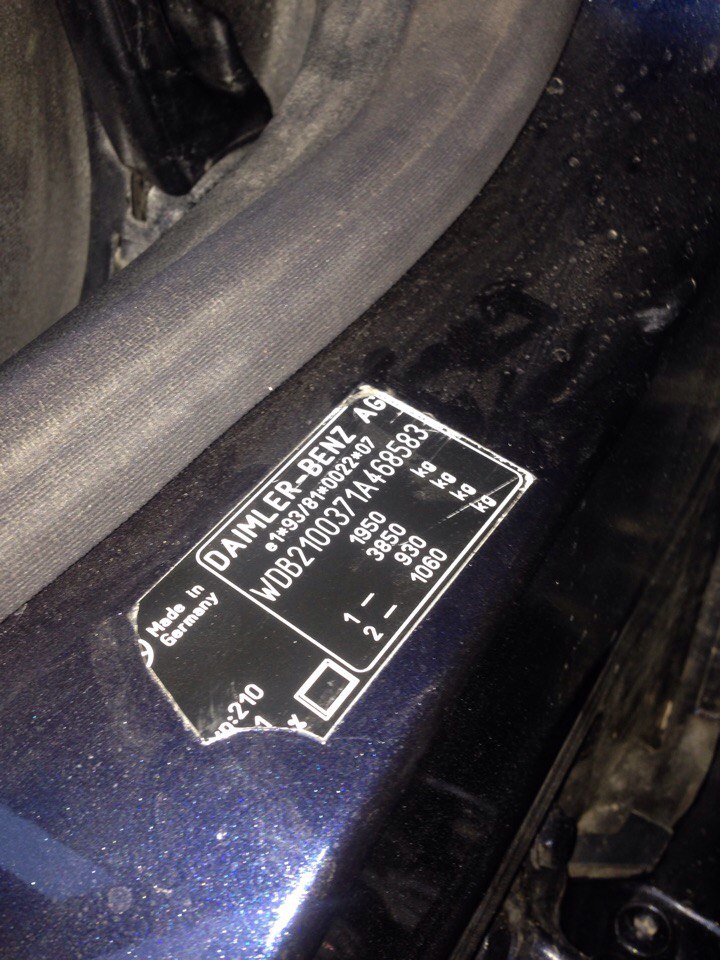 DAIMLER-BENZ AG
e1*93/81*0022*07
WDB2100371A468583
1950 kg
3850 kg
1 – 930 kg
2 – 1060 kg
Made in
Germany
:210